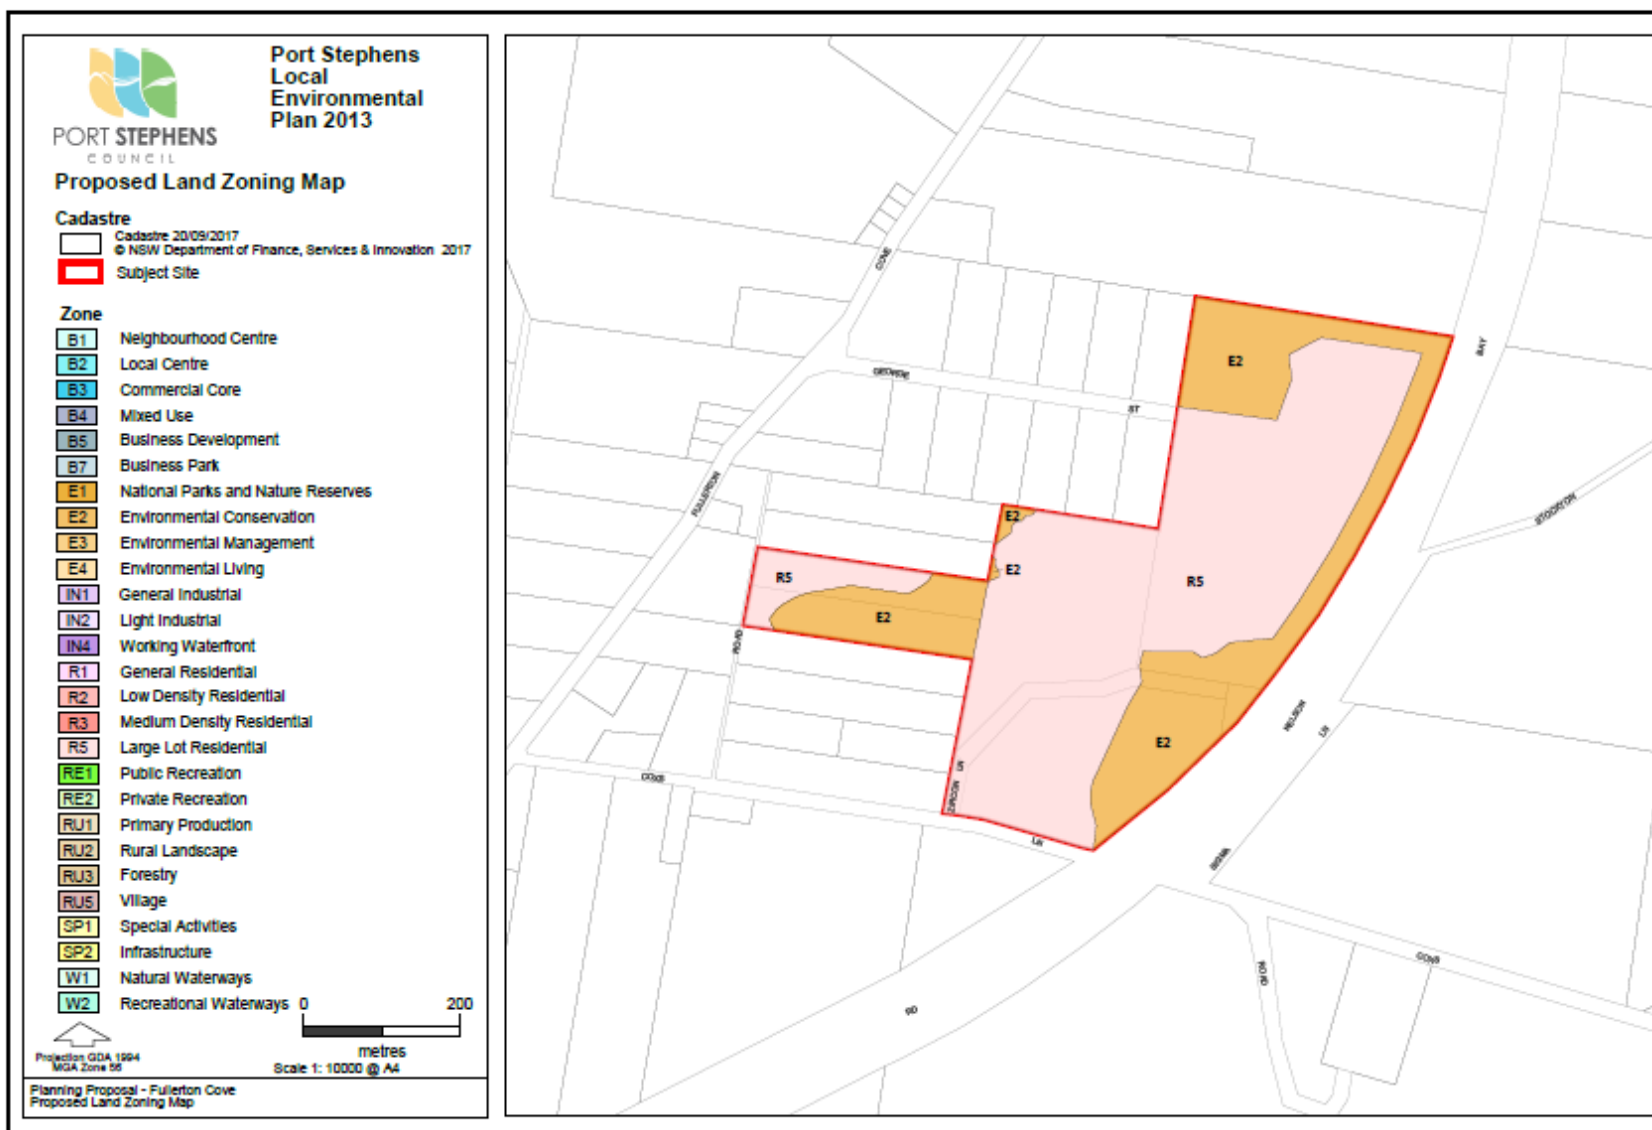 PORT STEPHENS
COUNCIL
Port Stephens
Local
Environmental
Plan 2013
Proposed Land Zoning Map
Cadastre
Cadastre 20/09/2017
© NSW Department of Finance, Services & Innovation 2017
Subject Site
Zone
B1 Neighbourhood Centre
B2 Local Centre
B3 Commercial Core
B4 Mixed Use
B5 Business Development
B7 Business Park
E1 National Parks and Nature Reserves
E2 Environmental Conservation
E3 Environmental Management
E4 Environmental Living
IN1 General Industrial
IN2 Light Industrial
IN4 Working Waterfront
R1 General Residential
R2 Low Density Residential
R3 Medium Density Residential
R5 Large Lot Residential
RE1 Public Recreation
RE2 Private Recreation
RU1 Primary Production
RU2 Rural Landscape
RU3 Forestry
RU5 Village
SP1 Special Activities
SP2 Infrastructure
W1 Natural Waterways
W2 Recreational Waterways
0 200
metres
Scale 1: 10000 @ A4
Projection GDA 1994
MGA Zone 56
Planning Proposal - Fullerton Cove
Proposed Land Zoning Map
COVE
BAY
E2
GEORGE
ST
FULLERTON
STOCKTON
E2
E2
R5
R5
E2
ROAD
NELSON
LN
E2
LN
COXS
LN
RD
COXS
ROAD